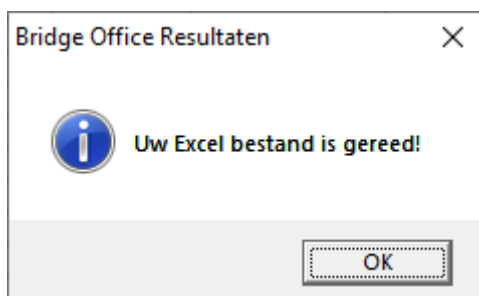 Bridge Office Resultaten
Uw Excel bestand is gereed!
OK